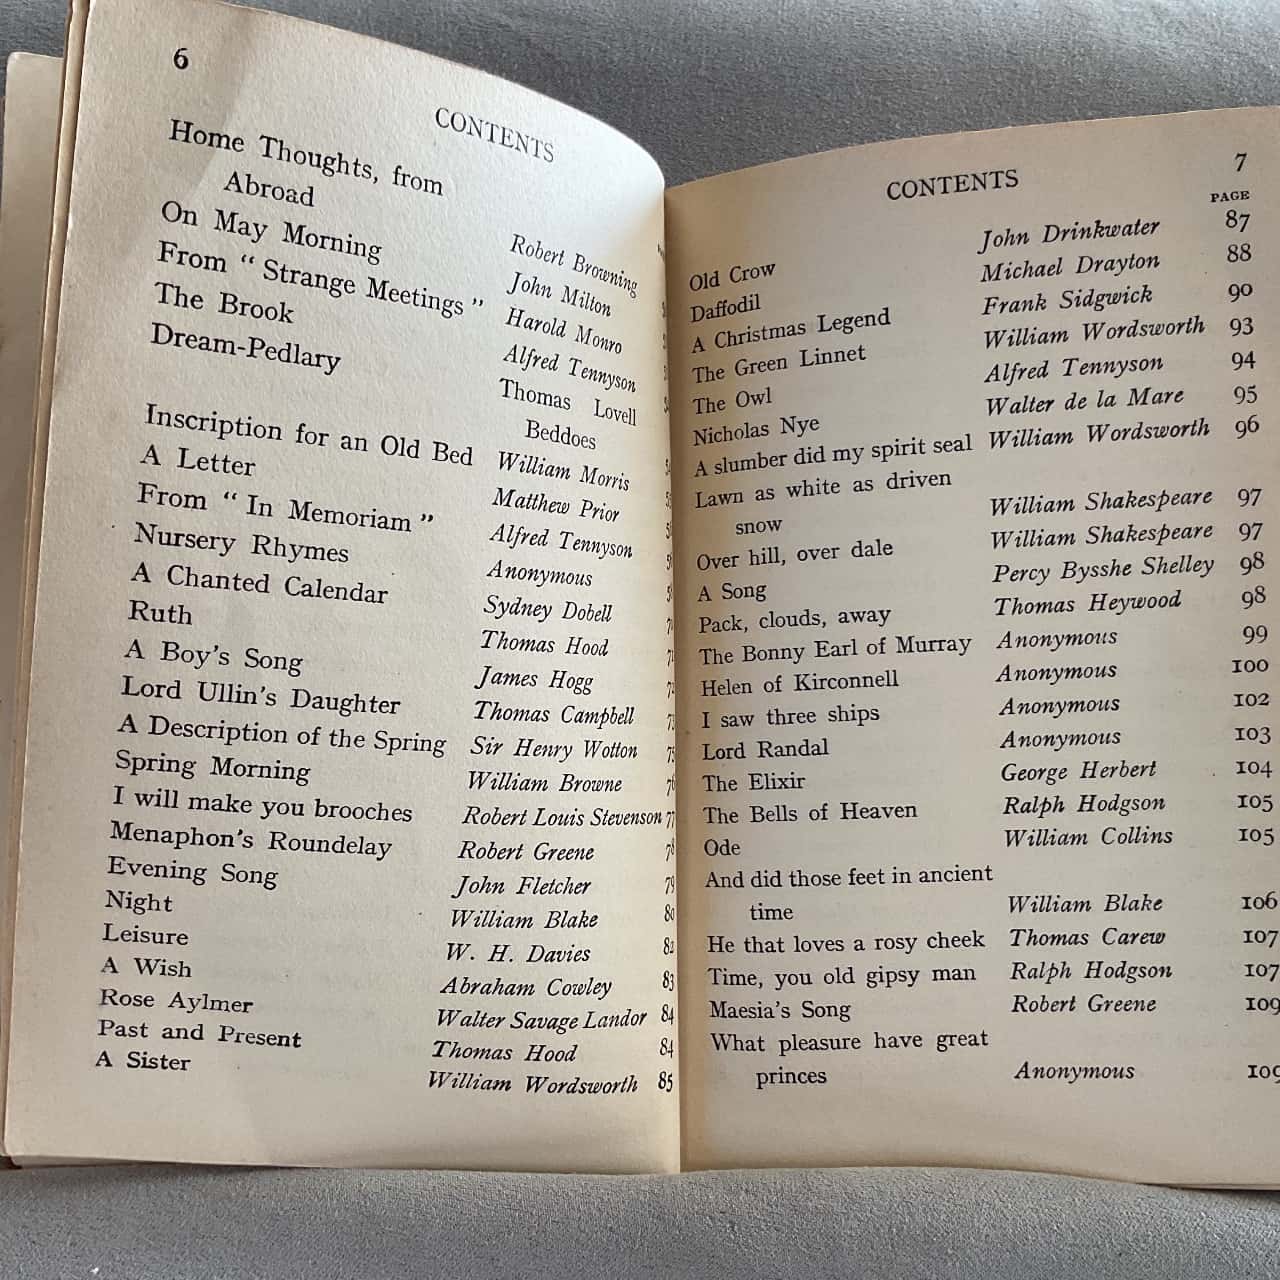 6
CONTENTS
Home Thoughts, from
Abroad Robert Browning
On May Morning John Milton
From “ Strange Meetings ” Harold Monro
The Brook Alfred Tennyson
Dream-Pedlary Thomas Lovell
Beddoes
Inscription for an Old Bed William Morris
A Letter Matthew Prior
From “ In Memoriam ” Alfred Tennyson
Nursery Rhymes Anonymous
A Chanted Calendar Sydney Dobell
Ruth Thomas Hood
A Boy's Song James Hogg
Lord Ullin's Daughter Thomas Campbell
A Description of the Spring Sir Henry Wotton
Spring Morning William Browne
I will make you brooches Robert Louis Stevenson 77
Menaphon's Roundelay Robert Greene 78
Evening Song John Fletcher 79
Night William Blake 80
Leisure W. H. Davies 82
A Wish Abraham Cowley 83
Rose Aylmer Walter Savage Landor 84
Past and Present Thomas Hood 84
A Sister William Wordsworth 85
CONTENTS 7
PAGE
Old Crow John Drinkwater 87
Daffodil Michael Drayton 88
A Christmas Legend Frank Sidgwick 90
The Green Linnet William Wordsworth 93
The Owl Alfred Tennyson 94
Nicholas Nye Walter de la Mare 95
A slumber did my spirit seal William Wordsworth 96
Lawn as white as driven
snow William Shakespeare 97
Over hill, over dale William Shakespeare 97
A Song Percy Bysshe Shelley 98
Pack, clouds, away Thomas Heywood 98
The Bonny Earl of Murray Anonymous 99
Helen of Kirconnell Anonymous 100
I saw three ships Anonymous 102
Lord Randal Anonymous 103
The Elixir George Herbert 104
The Bells of Heaven Ralph Hodgson 105
Ode William Collins 105
And did those feet in ancient
time William Blake 106
He that loves a rosy cheek Thomas Carew 107
Time, you old gipsy man Ralph Hodgson 107
Maesia's Song Robert Greene 109
What pleasure have great
princes Anonymous 109